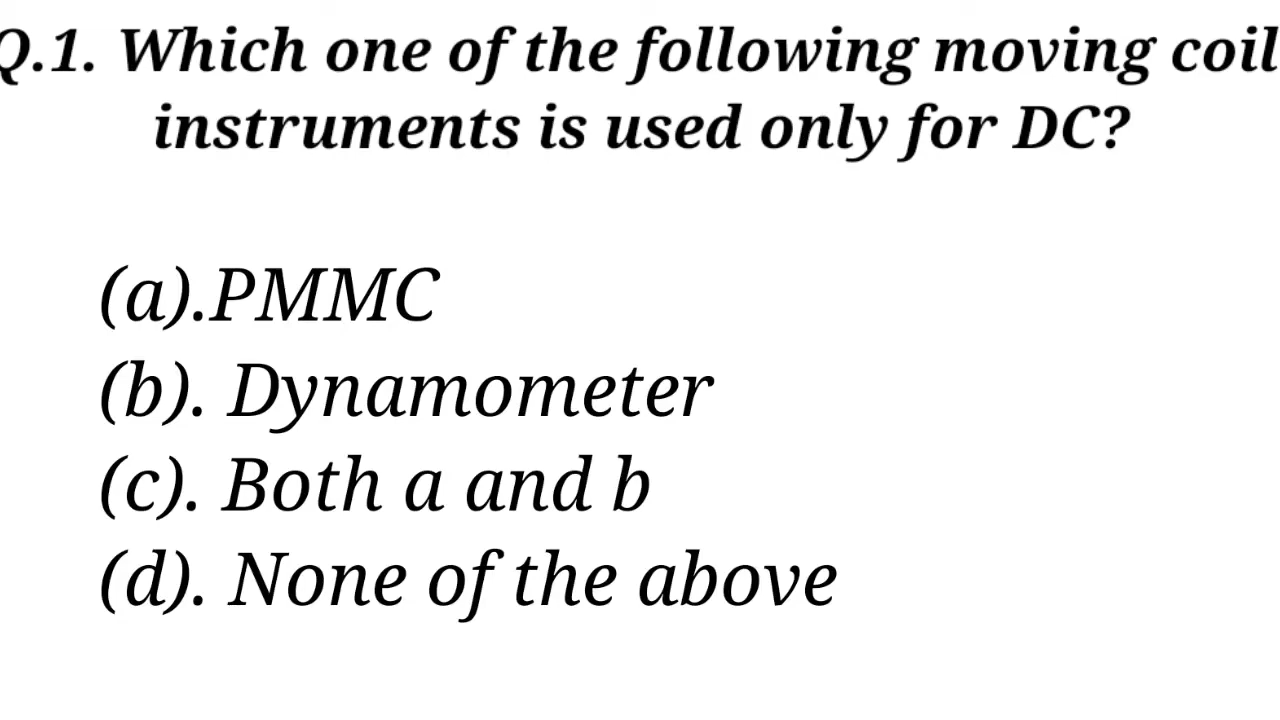 Q.1. Which one of the following moving coil
instruments is used only for DC?
(a).PMMC
(b). Dynamometer
(c). Both a and b
(d). None of the above